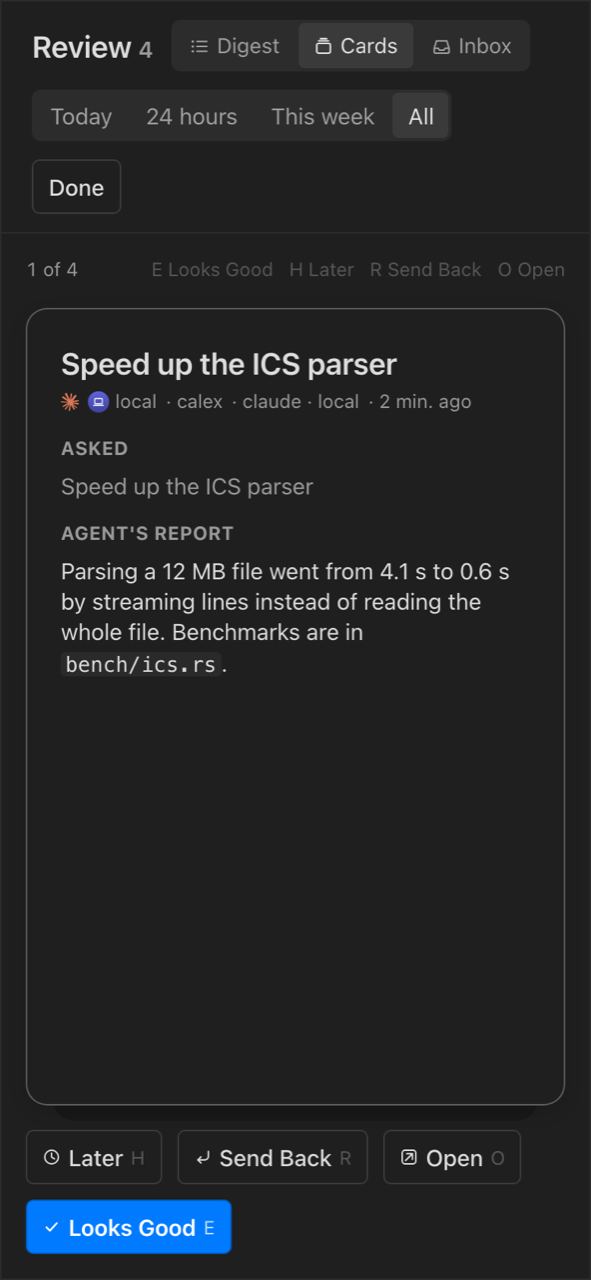 Review 4 Digest Cards Inbox
Today 24 hours This week All
Done
1 of 4 E Looks Good H Later R Send Back O Open
Speed up the ICS parser
local · calex · claude · local · 2 min. ago
ASKED
Speed up the ICS parser
AGENT'S REPORT
Parsing a 12 MB file went from 4.1 s to 0.6 s
by streaming lines instead of reading the
whole file. Benchmarks are in
bench/ics.rs.
Later H Send Back R Open O
Looks Good E